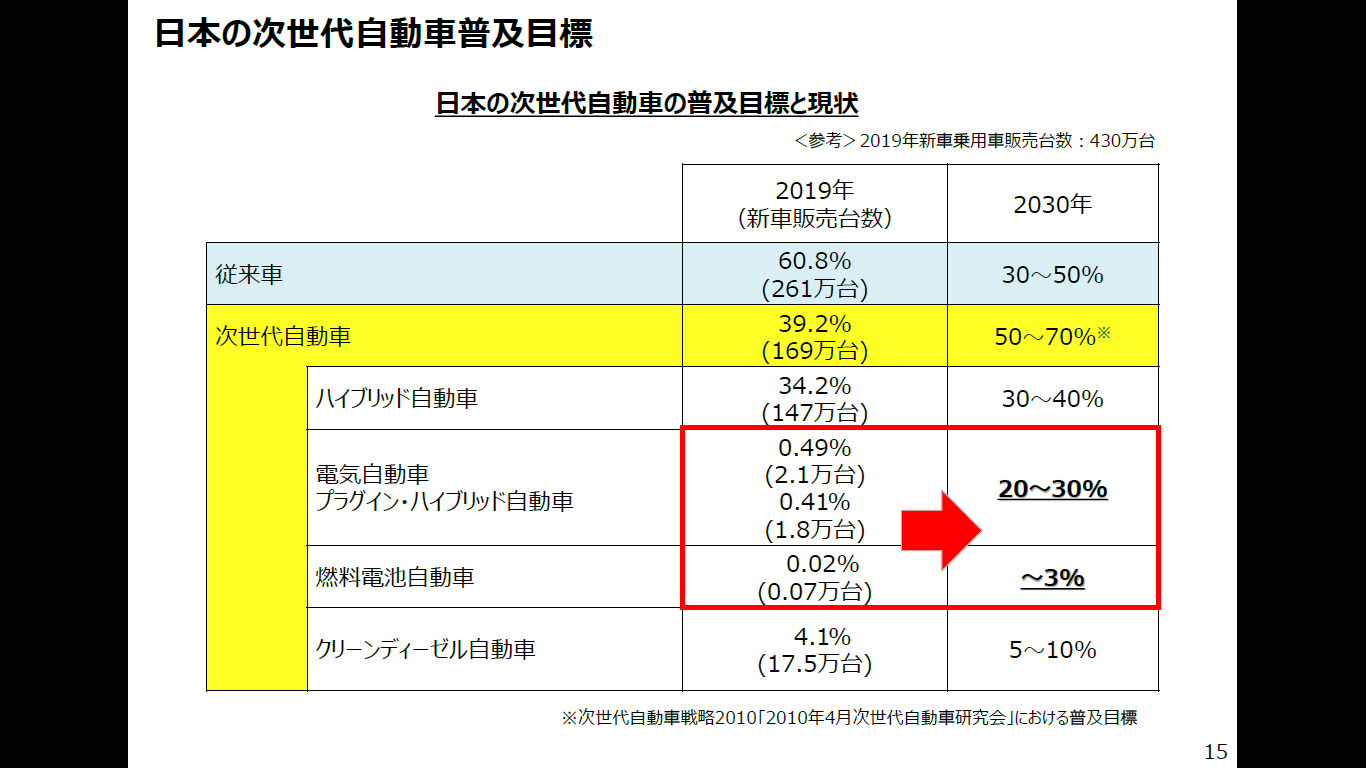 日本の次世代自動車普及目標
日本の次世代自動車の普及目標と現状
＜参考＞2019年新車乗用車販売台数：430万台
2019年
（新車販売台数）
2030年
従来車
60.8%
(261万台)
30～50%
次世代自動車
39.2%
(169万台)
50～70%※
ハイブリッド自動車
34.2%
(147万台)
30～40%
電気自動車
プラグイン・ハイブリッド自動車
0.49%
(2.1万台)
0.41%
(1.8万台)
20～30%
燃料電池自動車
0.02%
(0.07万台)
～3%
クリーンディーゼル自動車
4.1%
(17.5万台)
5～10%
※次世代自動車戦略2010「2010年4月次世代自動車研究会」における普及目標
15